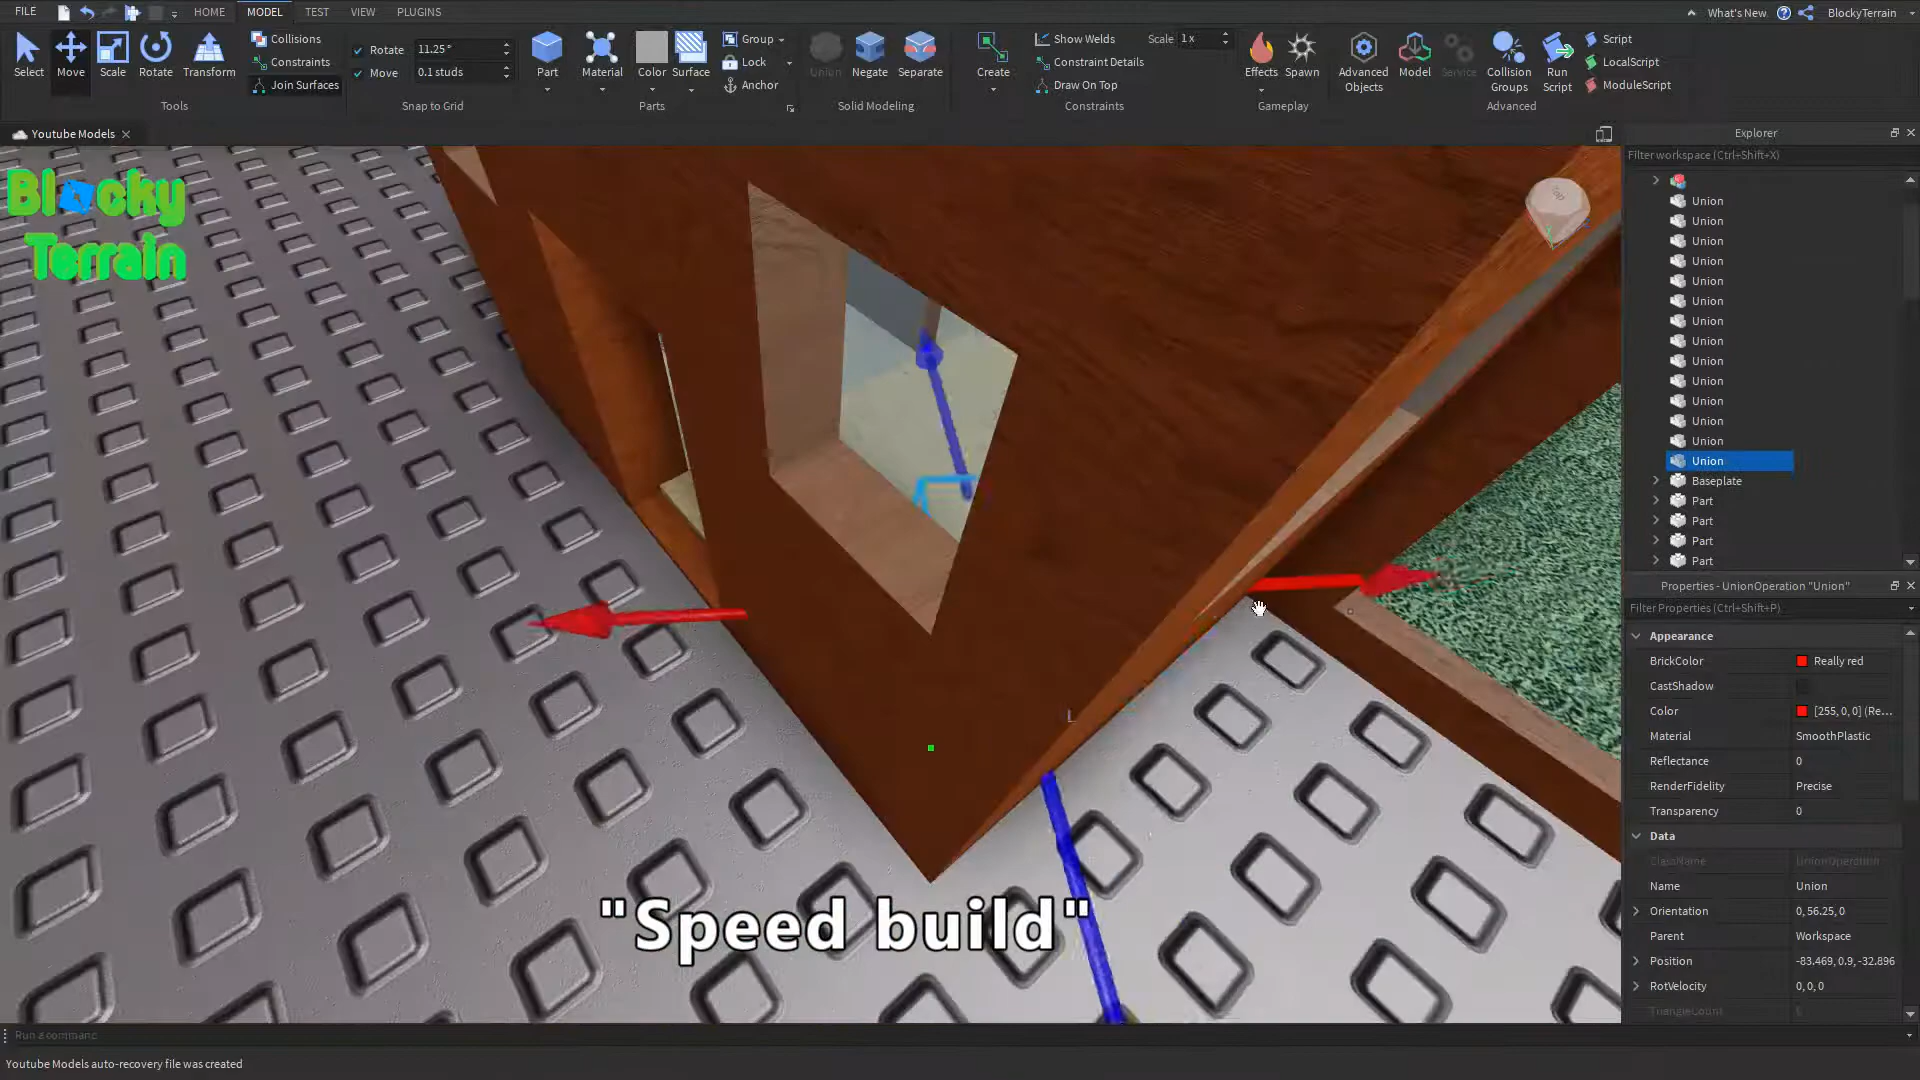 FILE HOME MODEL TEST VIEW PLUGINS What's New BlockyTerrain
Select Move Scale Rotate Transform
Tools
Collisions
Constraints
Join Surfaces
Rotate 11.25°
Move 0.1 studs
Snap to Grid
Part Material Color Surface
Group
Lock
Anchor
Parts
Union Negate Separate
Solid Modeling
Create
Show Welds Scale 1x
Constraint Details
Draw On Top
Constraints
Effects Spawn
Gameplay
Advanced Objects
Model
Service
Collision Groups
Run Script
Script
LocalScript
ModuleScript
Advanced
Youtube Models
Blocky
Terrain
"Speed build"
Explorer
Filter workspace (Ctrl+Shift+X)
Union
Union
Union
Union
Union
Union
Union
Union
Union
Union
Union
Union
Union
Union
Baseplate
Part
Part
Part
Part
Properties - UnionOperation "Union"
Filter Properties (Ctrl+Shift+P)
Appearance
BrickColor Really red
CastShadow
Color [255, 0, 0] (Re...
Material SmoothPlastic
Reflectance 0
RenderFidelity Precise
Transparency 0
Data
ClassName UnionOperation
Name Union
Orientation 0, 56.25, 0
Parent Workspace
Position -83.469, 0.9, -32.896
RotVelocity 0, 0, 0
TriangleCount
Run a command
Youtube Models auto-recovery file was created